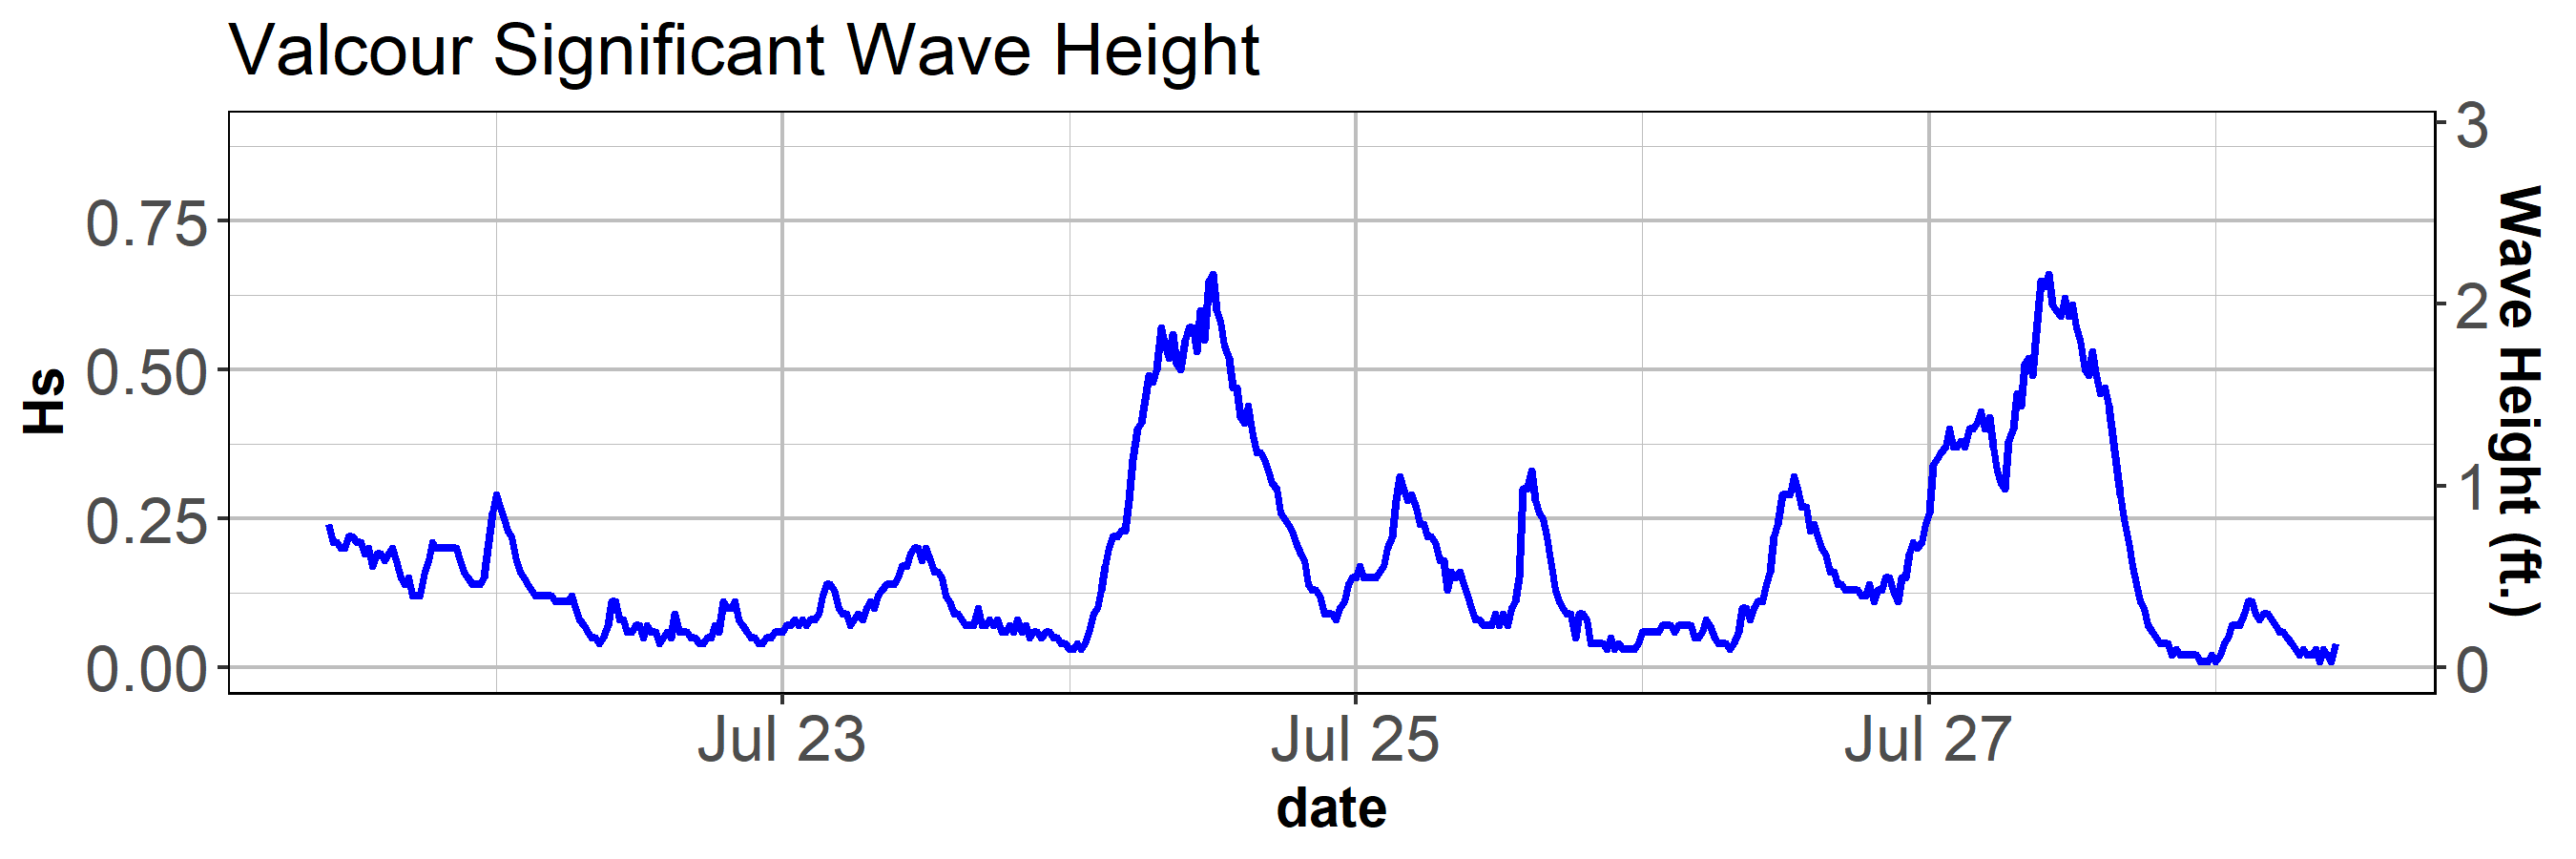 Valcour Significant Wave Height
Hs
0.75
0.50
0.25
0.00
3
2
1
0
Wave Height (ft.)
Jul 23
Jul 25
Jul 27
date